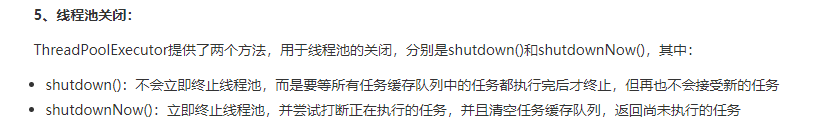 5、线程池关闭：
ThreadPoolExecutor提供了两个方法，用于线程池的关闭，分别是shutdown()和shutdownNow()，其中：
shutdown()：不会立即终止线程池，而是要等所有任务缓存队列中的任务都执行完后才终止，但再也不会接受新的任务
shutdownNow()：立即终止线程池，并尝试打断正在执行的任务，并且清空任务缓存队列，返回尚未执行的任务